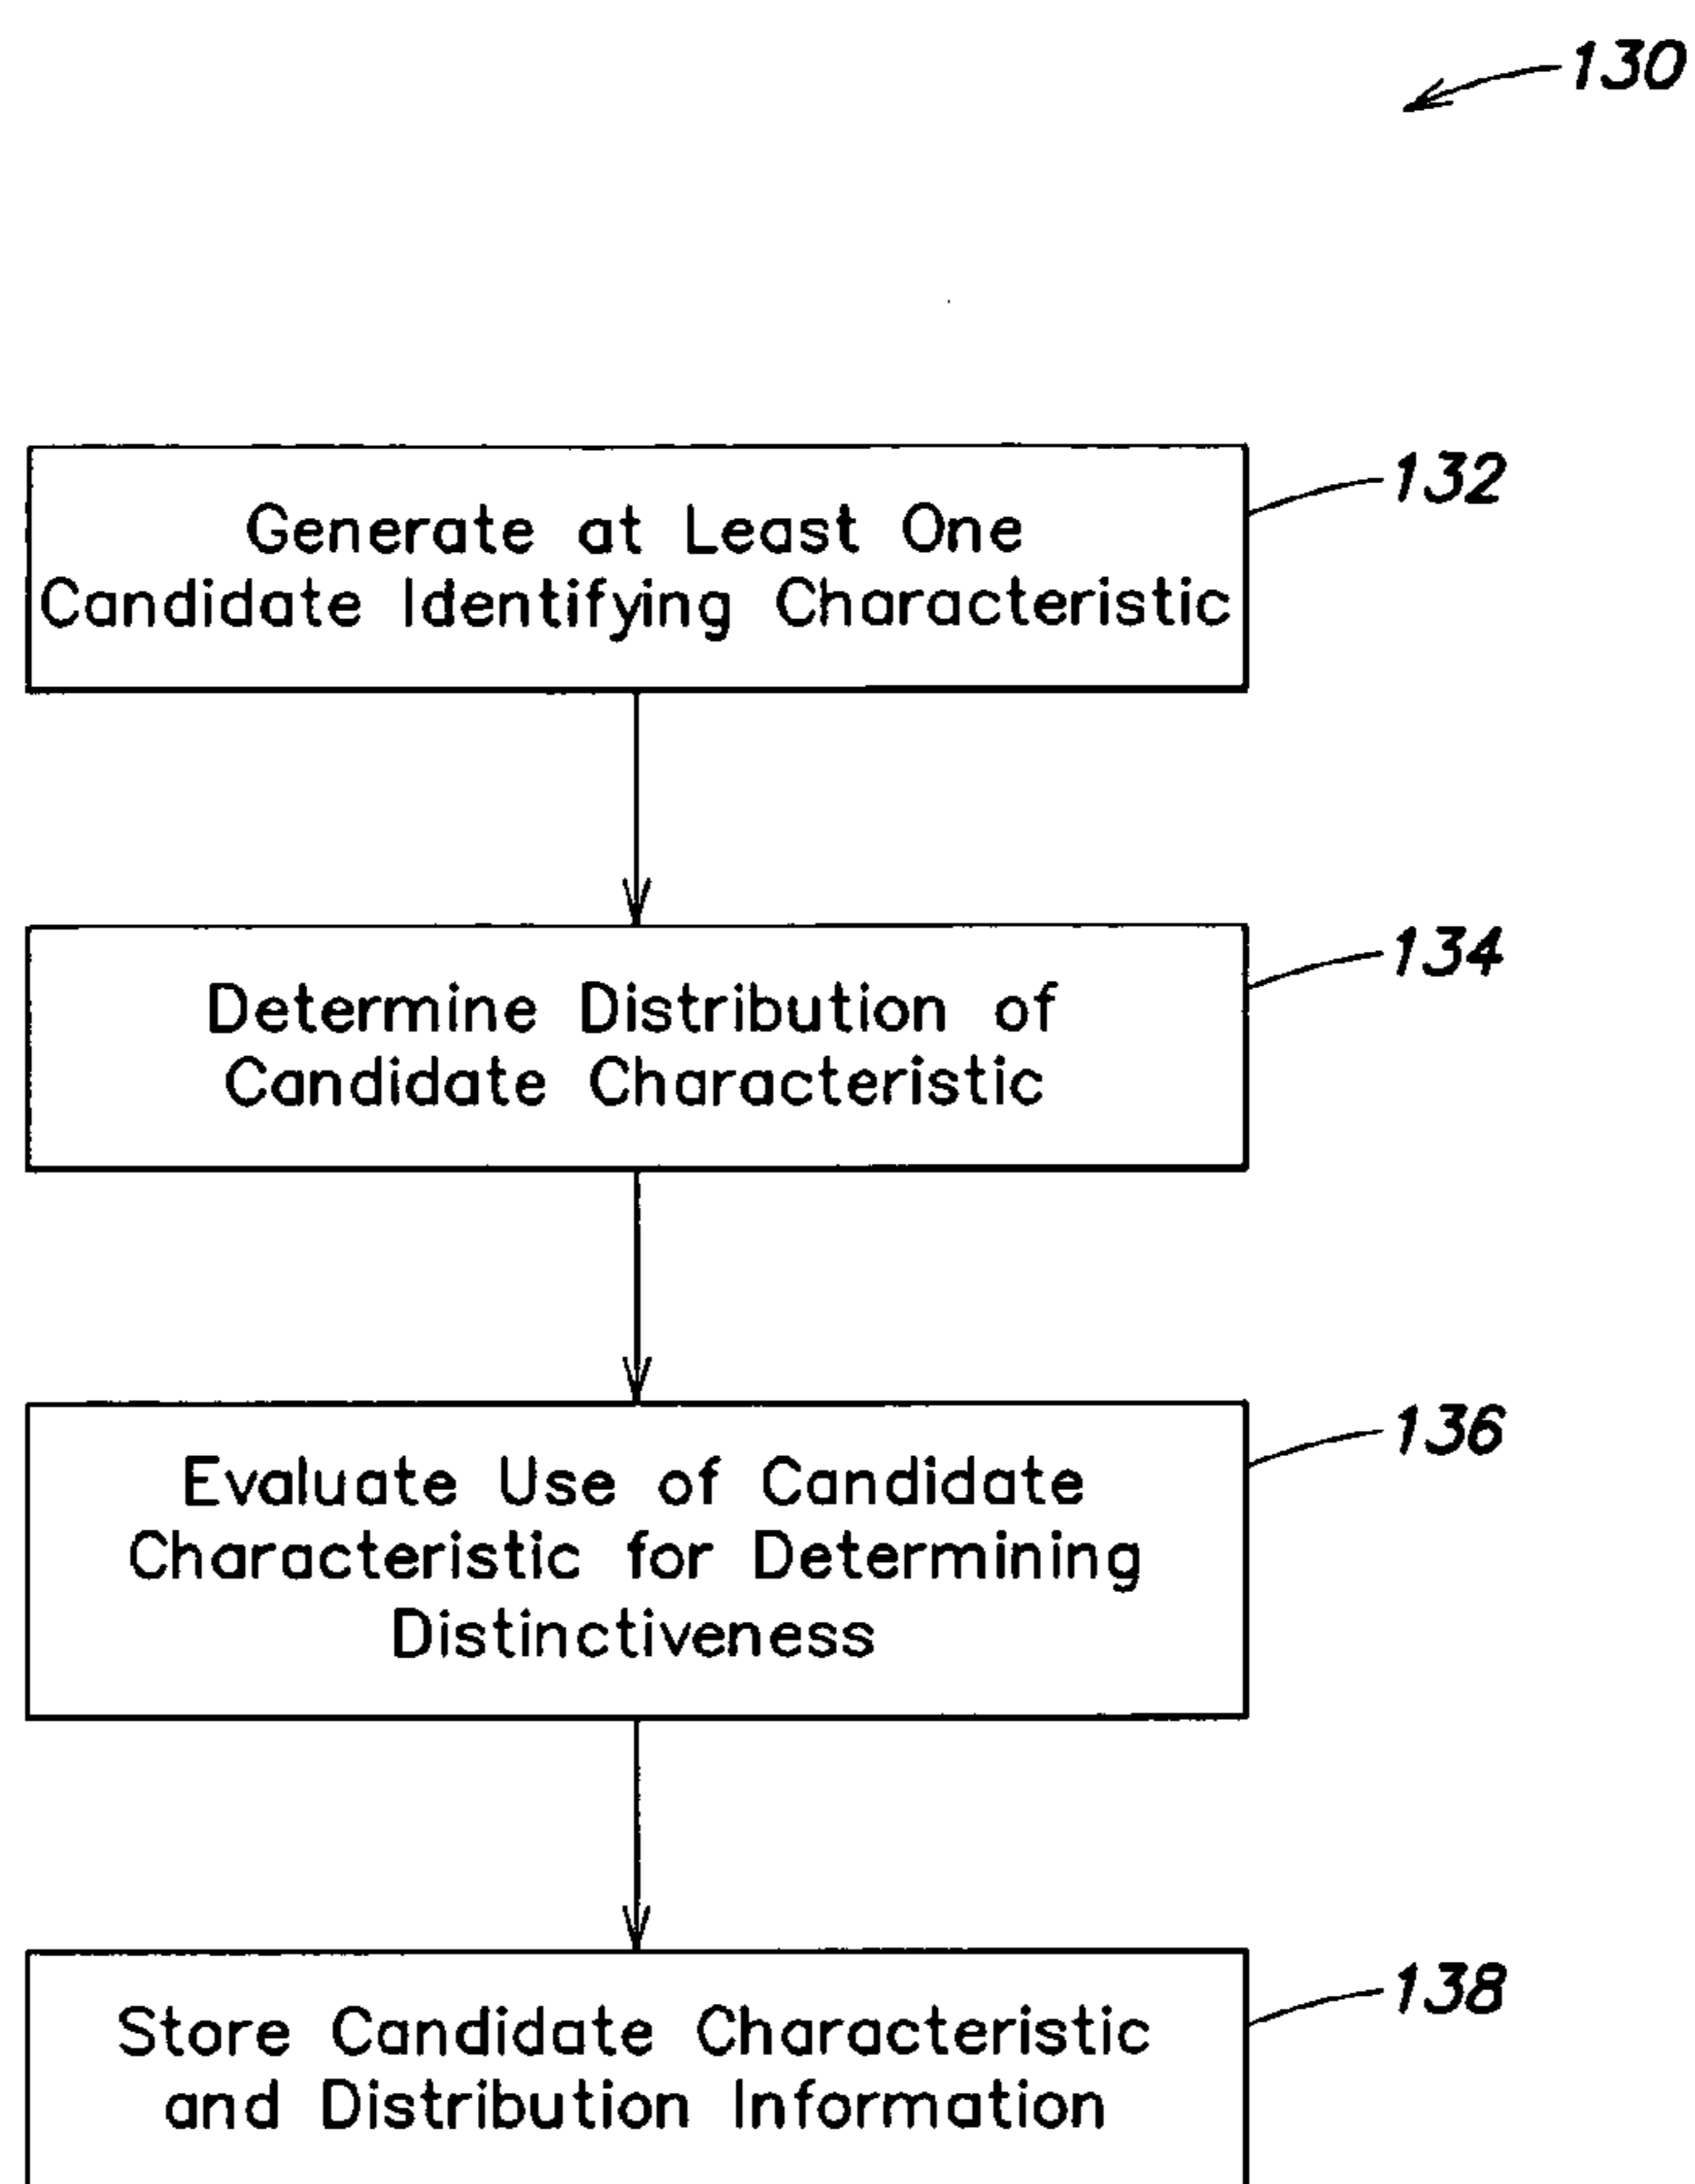 130
Generate at Least One
Candidate Identifying Characteristic
132
Determine Distribution of
Candidate Characteristic
134
Evaluate Use of Candidate
Characteristic for Determining
Distinctiveness
136
Store Candidate Characteristic
and Distribution Information
138